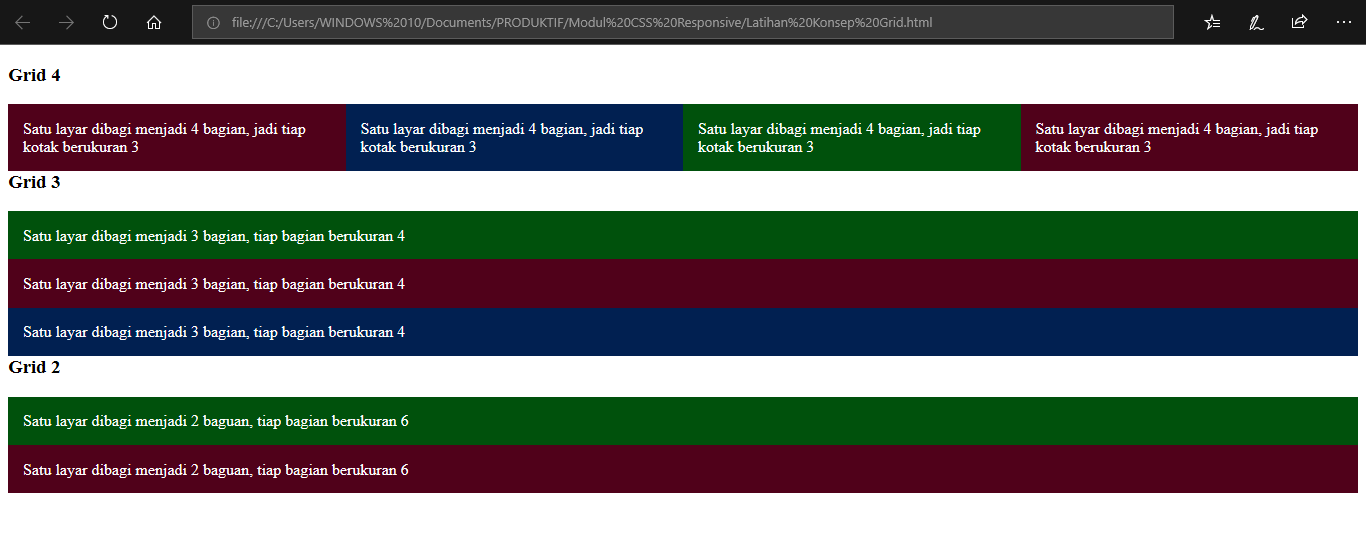 file:///C:/Users/WINDOWS%2010/Documents/PRODUKTIF/Modul%20CSS%20Responsive/Latihan%20Konsep%20Grid.html
Grid 4
Satu layar dibagi menjadi 4 bagian, jadi tiap
kotak berukuran 3
Satu layar dibagi menjadi 4 bagian, jadi tiap
kotak berukuran 3
Satu layar dibagi menjadi 4 bagian, jadi tiap
kotak berukuran 3
Satu layar dibagi menjadi 4 bagian, jadi tiap
kotak berukuran 3
Grid 3
Satu layar dibagi menjadi 3 bagian, tiap bagian berukuran 4
Satu layar dibagi menjadi 3 bagian, tiap bagian berukuran 4
Satu layar dibagi menjadi 3 bagian, tiap bagian berukuran 4
Grid 2
Satu layar dibagi menjadi 2 baguan, tiap bagian berukuran 6
Satu layar dibagi menjadi 2 baguan, tiap bagian berukuran 6